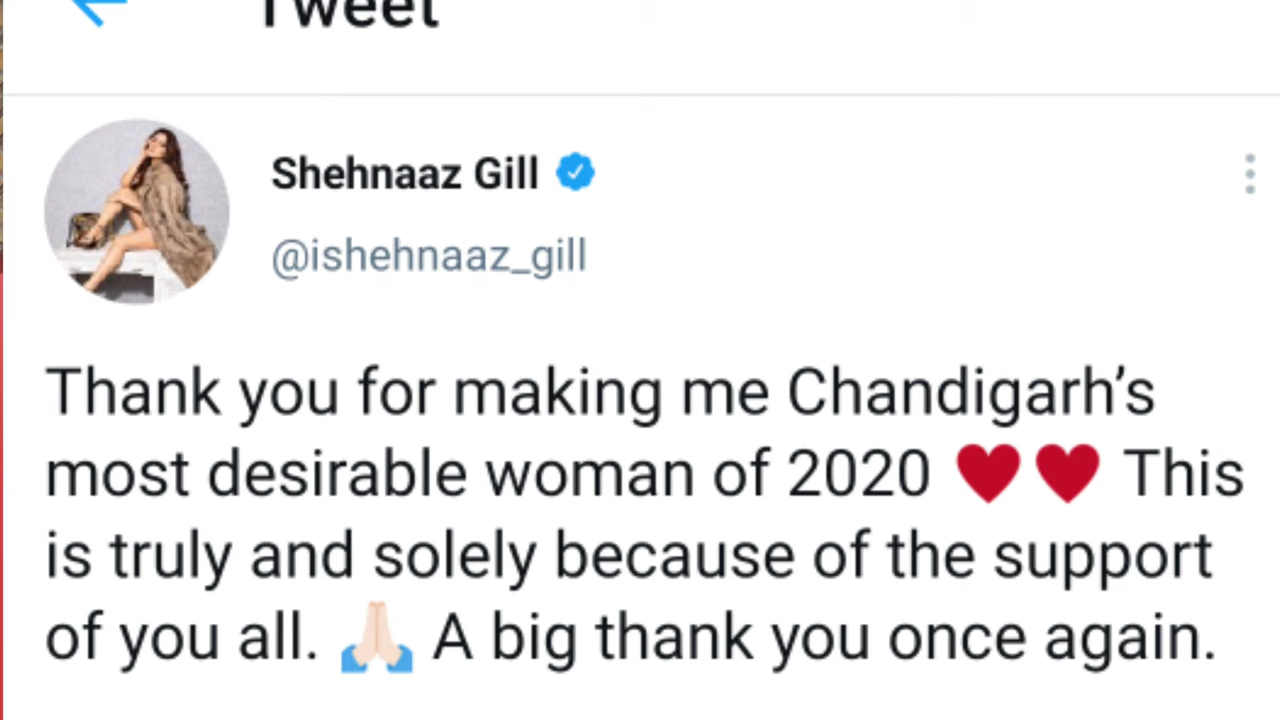 Tweet
Shehnaaz Gill
@ishehnaaz_gill
Thank you for making me Chandigarh’s
most desirable woman of 2020 ♥️♥️ This
is truly and solely because of the support
of you all. 🙏🏻 A big thank you once again.